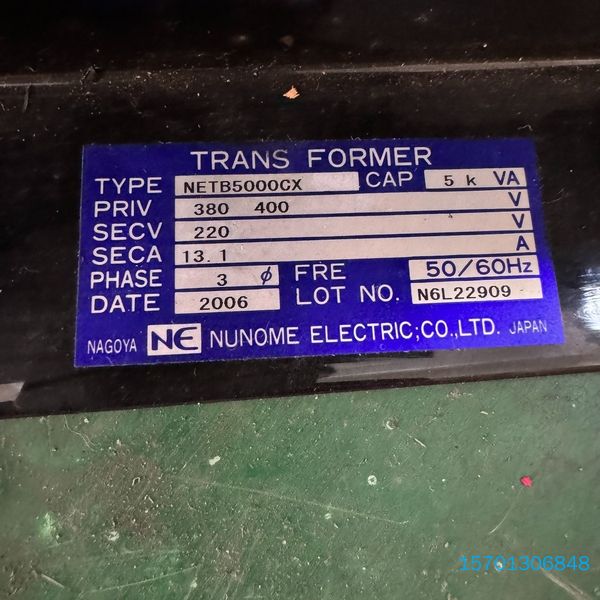 TRANS FORMER
TYPE NETB5000CX CAP 5 k VA
PRIV 380 400 V
SECV 220 V
SECA 13.1 A
PHASE 3 ϕ FRE 50/60Hz
DATE 2006 LOT NO. N6L22909
NAGOYA NE NUNOME ELECTRIC;CO.,LTD. JAPAN
15701306848